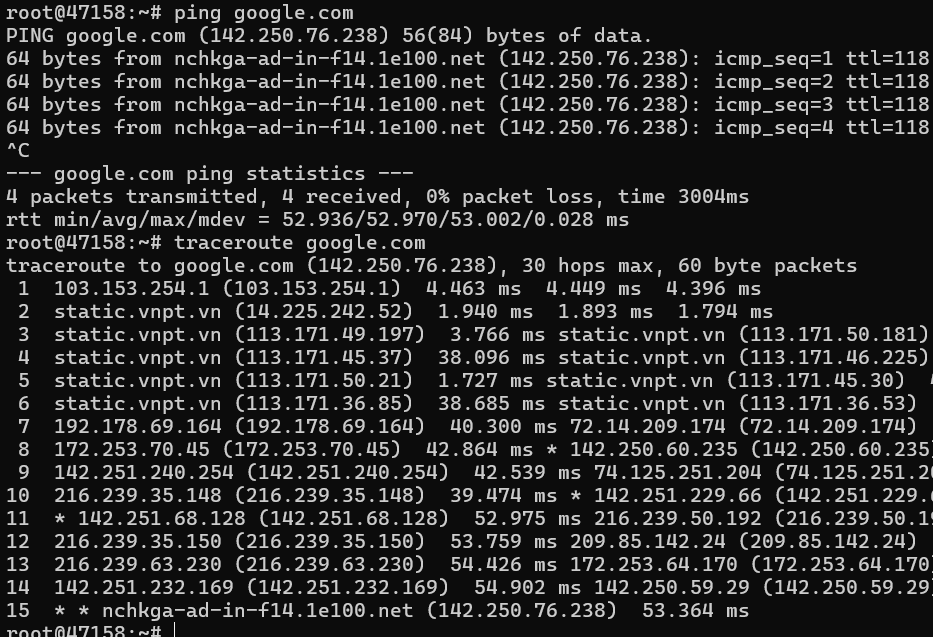 root@47158:~# ping google.com
PING google.com (142.250.76.238) 56(84) bytes of data.
64 bytes from nchkga-ad-in-f14.1e100.net (142.250.76.238): icmp_seq=1 ttl=118
64 bytes from nchkga-ad-in-f14.1e100.net (142.250.76.238): icmp_seq=2 ttl=118
64 bytes from nchkga-ad-in-f14.1e100.net (142.250.76.238): icmp_seq=3 ttl=118
64 bytes from nchkga-ad-in-f14.1e100.net (142.250.76.238): icmp_seq=4 ttl=118
^C
--- google.com ping statistics ---
4 packets transmitted, 4 received, 0% packet loss, time 3004ms
rtt min/avg/max/mdev = 52.936/52.970/53.002/0.028 ms
root@47158:~# traceroute google.com
traceroute to google.com (142.250.76.238), 30 hops max, 60 byte packets
1 103.153.254.1 (103.153.254.1) 4.463 ms 4.449 ms 4.396 ms
2 static.vnpt.vn (14.225.242.52) 1.940 ms 1.893 ms 1.794 ms
3 static.vnpt.vn (113.171.49.197) 3.766 ms static.vnpt.vn (113.171.50.181)
4 static.vnpt.vn (113.171.45.37) 38.096 ms static.vnpt.vn (113.171.46.225)
5 static.vnpt.vn (113.171.50.21) 1.727 ms static.vnpt.vn (113.171.45.30)
6 static.vnpt.vn (113.171.36.85) 38.685 ms static.vnpt.vn (113.171.36.53)
7 192.178.69.164 (192.178.69.164) 40.300 ms 72.14.209.174 (72.14.209.174)
8 172.253.70.45 (172.253.70.45) 42.864 ms * 142.250.60.235 (142.250.60.235)
9 142.251.240.254 (142.251.240.254) 42.539 ms 74.125.251.204 (74.125.251.20
10 216.239.35.148 (216.239.35.148) 39.474 ms * 142.251.229.66 (142.251.229.
11 * 142.251.68.128 (142.251.68.128) 52.975 ms 216.239.50.192 (216.239.50.19
12 216.239.35.150 (216.239.35.150) 53.759 ms 209.85.142.24 (209.85.142.24)
13 216.239.63.230 (216.239.63.230) 54.426 ms 172.253.64.170 (172.253.64.170)
14 142.251.232.169 (142.251.232.169) 54.902 ms 142.250.59.29 (142.250.59.29)
15 * * nchkga-ad-in-f14.1e100.net (142.250.76.238) 53.364 ms
root@47158:~#